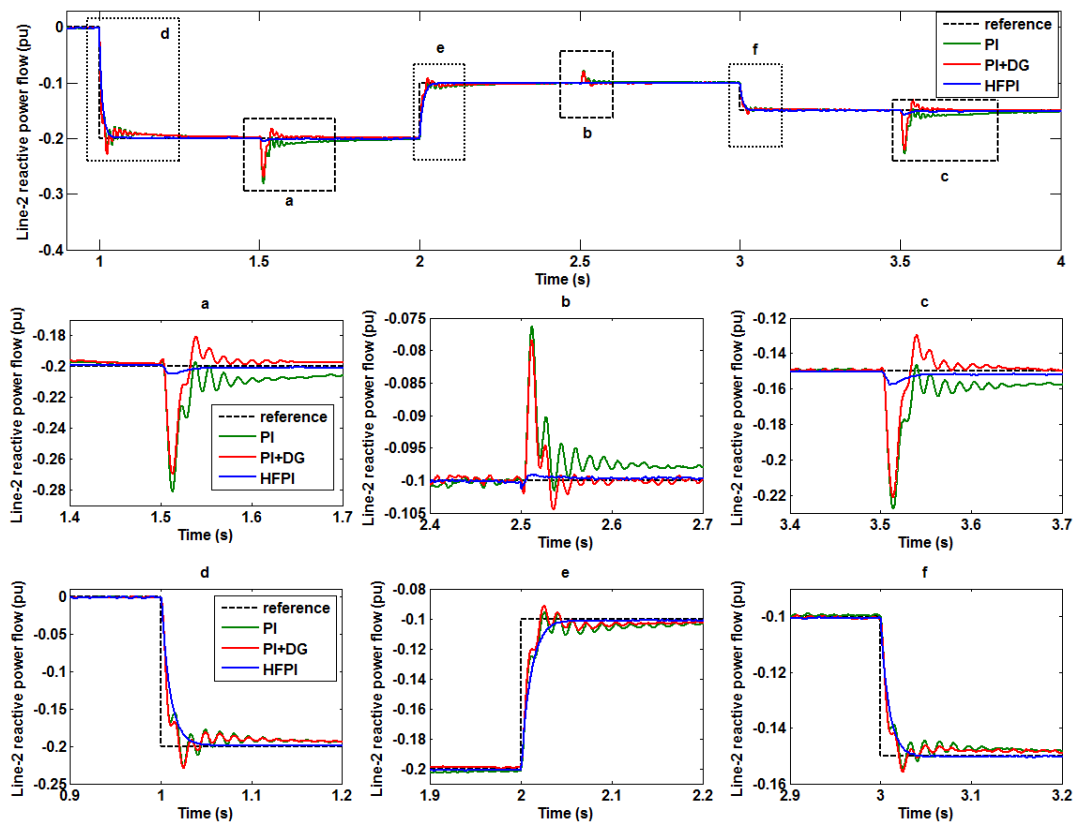 0
-0.1
-0.2
-0.3
-0.4
Line-2 reactive power flow (pu)
d
a
e
b
f
c
reference
PI
PI+DG
HFPI
1
1.5
2
2.5
3
3.5
4
Time (s)
a
-0.18
-0.2
-0.22
-0.24
-0.26
-0.28
Line-2 reactive power flow (pu)
reference
PI
PI+DG
HFPI
1.4
1.5
1.6
1.7
Time (s)
b
-0.075
-0.08
-0.085
-0.09
-0.095
-0.1
-0.105
Line-2 reactive power flow (pu)
2.4
2.5
2.6
2.7
Time (s)
c
-0.12
-0.14
-0.16
-0.18
-0.2
-0.22
Line-2 reactive power flow (pu)
3.4
3.5
3.6
3.7
Time (s)
d
0
-0.05
-0.1
-0.15
-0.2
-0.25
Line-2 reactive power flow (pu)
reference
PI
PI+DG
HFPI
0.9
1
1.1
1.2
Time (s)
e
-0.08
-0.1
-0.12
-0.14
-0.16
-0.18
-0.2
Line-2 reactive power flow (pu)
1.9
2
2.1
2.2
Time (s)
f
-0.1
-0.12
-0.14
-0.16
Line-2 reactive power flow (pu)
2.9
3
3.1
3.2
Time (s)